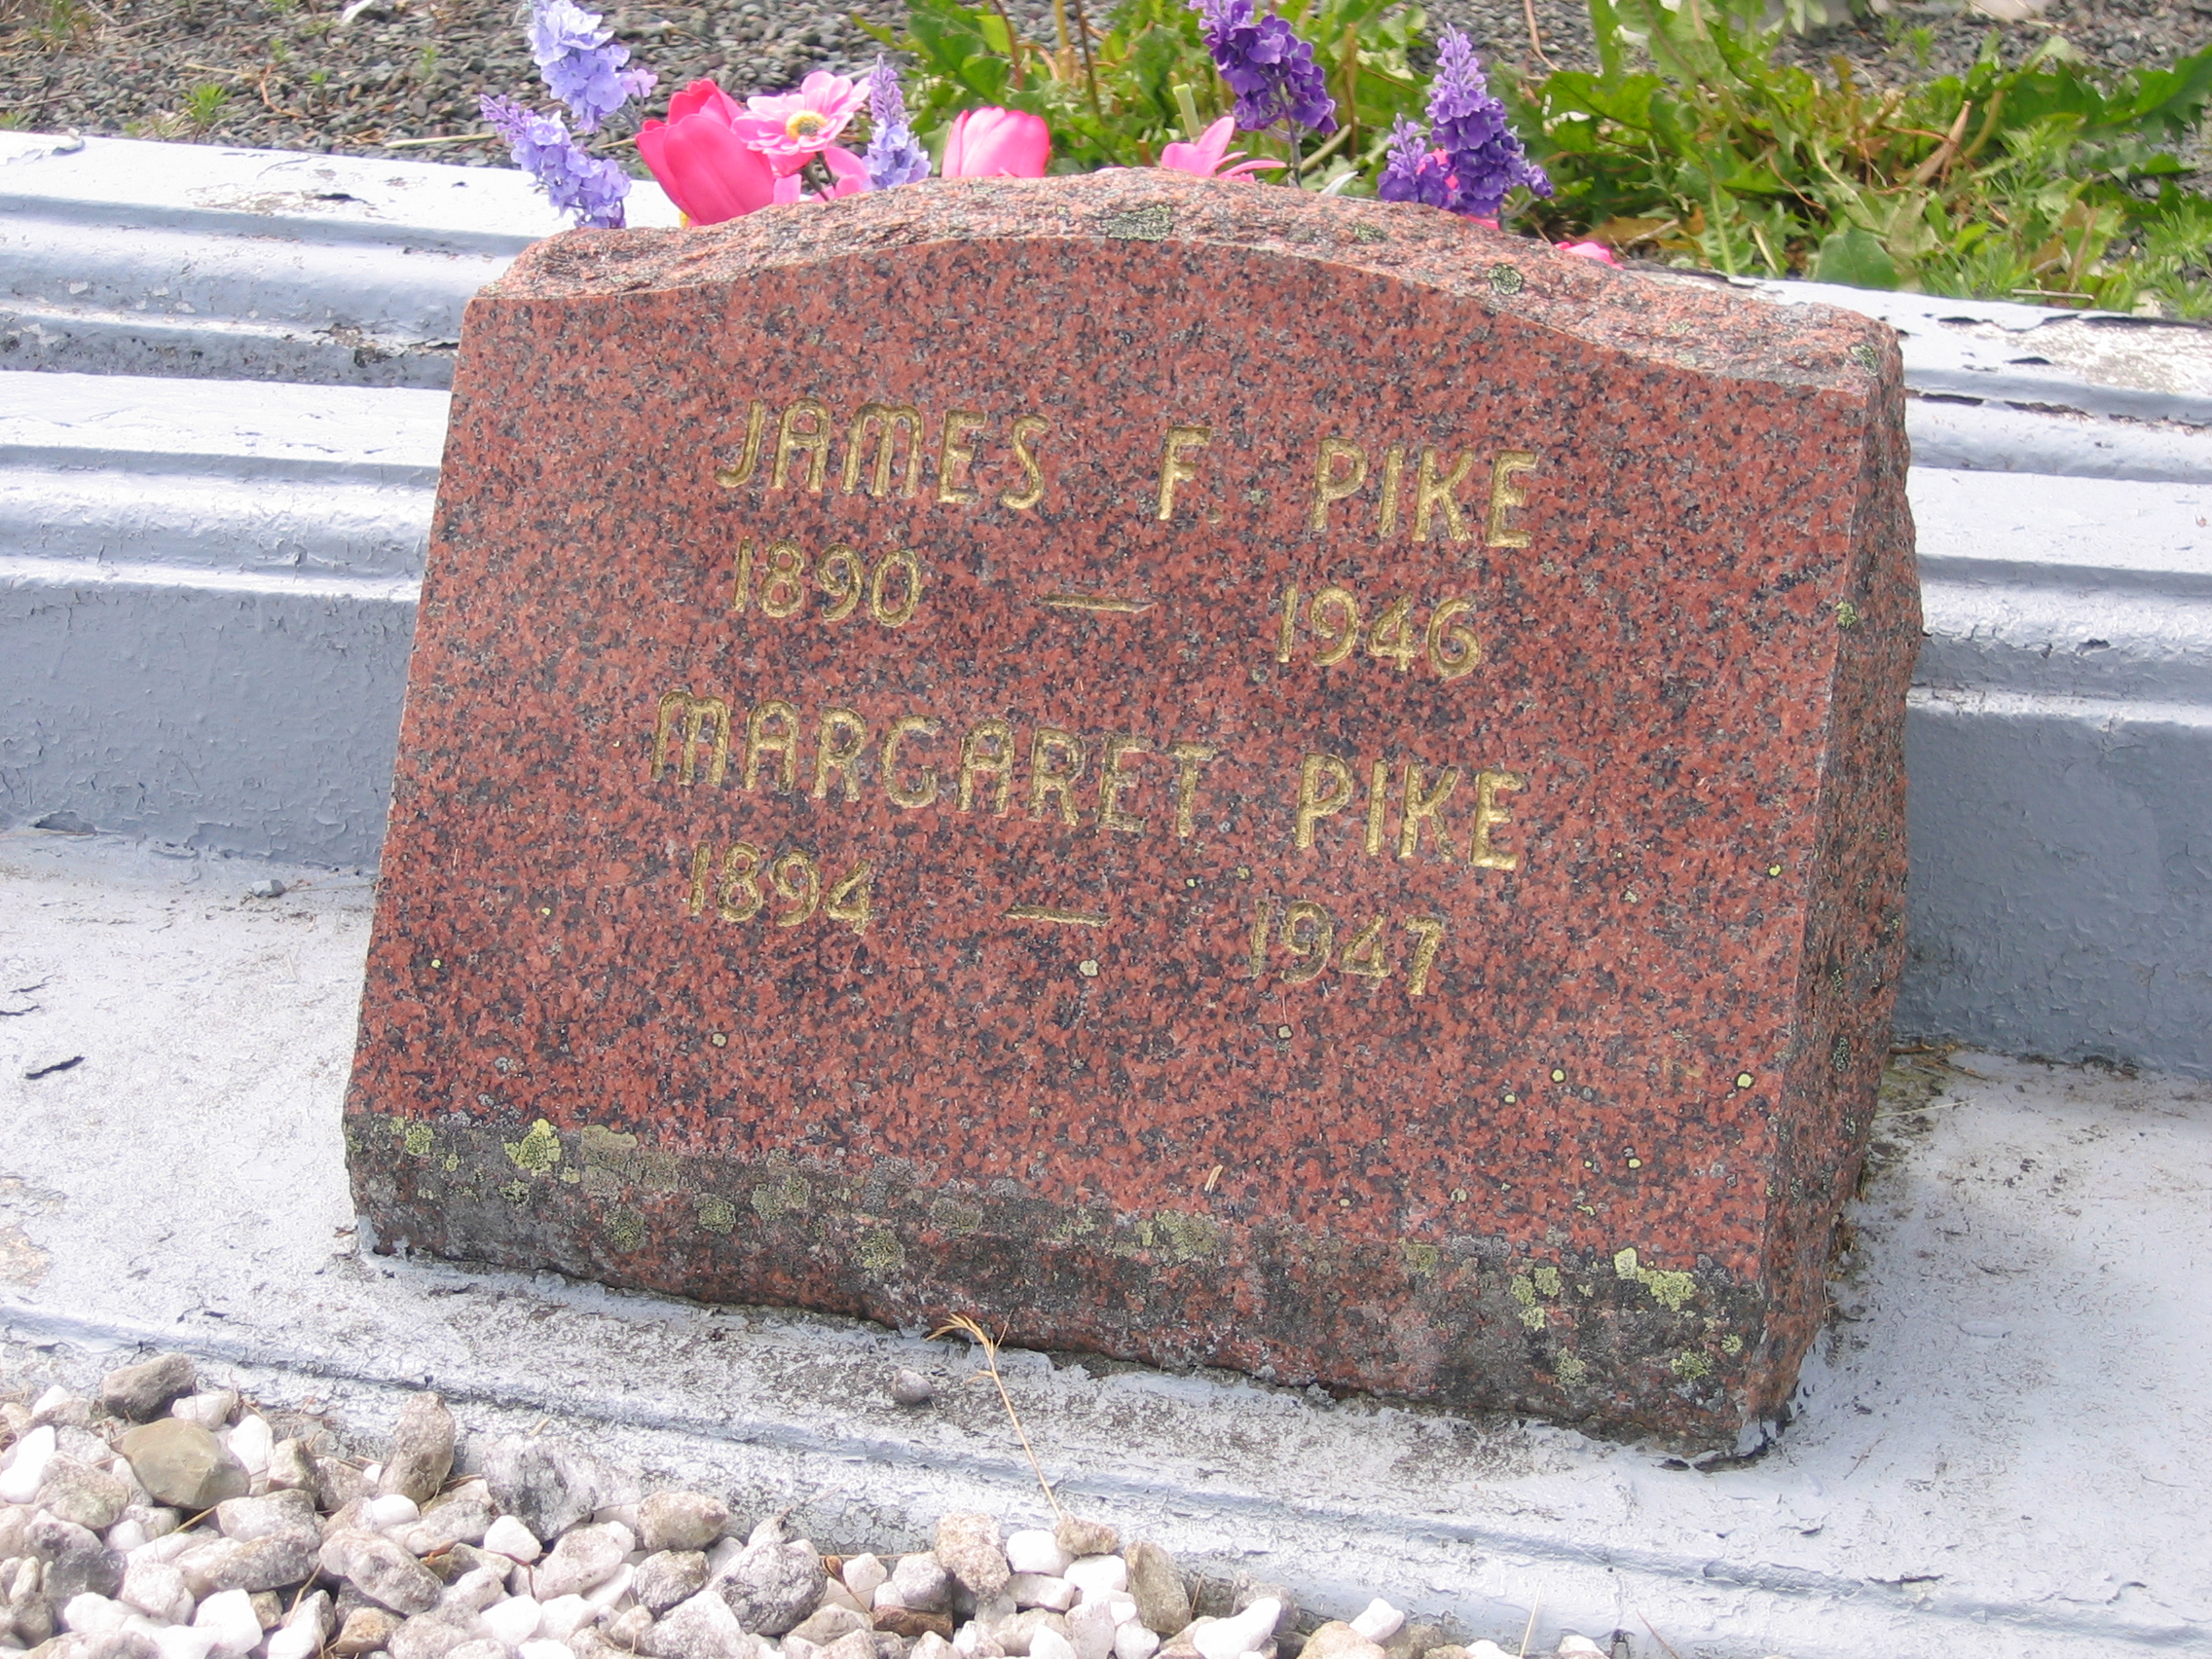 JAMES F. PIKE
1890 — 1946
MARGARET PIKE
1894 — 1947